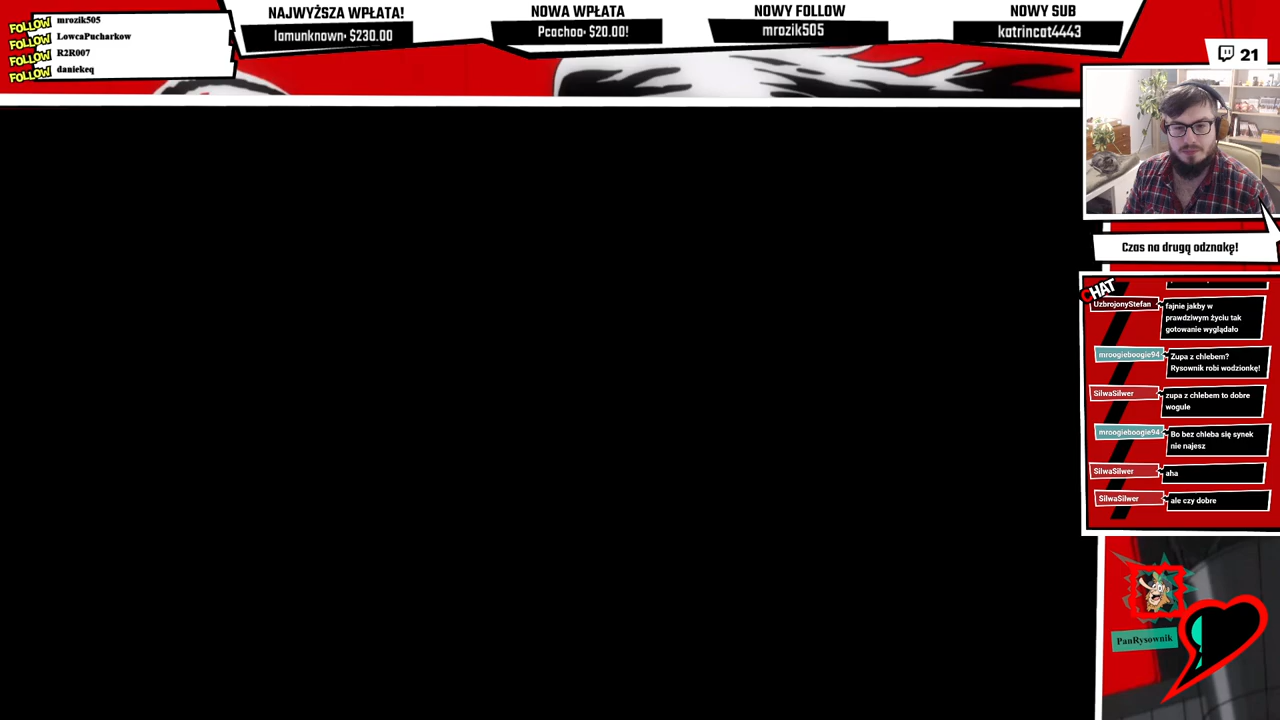 FOLLOW mrozik505
FOLLOW LowcaPucharkow
FOLLOW R2R007
FOLLOW daniekeq
NAJWYŻSZA WPŁATA!
Iamunknown• $230.00
NOWA WPŁATA
Pcachoo• $20.00!
NOWY FOLLOW
mrozik505
NOWY SUB
katrincat4443
21
Czas na drugą odznakę!
CHAT
UzbrojonyStefan
fajnie jakby w
prawdziwym życiu tak
gotowanie wyglądało
mroogieboogie94
Zupa z chlebem?
Rysownik robi wodzionkę!
SilwaSilwer
zupa z chlebem to dobre
wogule
mroogieboogie94
Bo bez chleba się synek
nie najesz
SilwaSilwer
aha
SilwaSilwer
ale czy dobre
PanRysownik